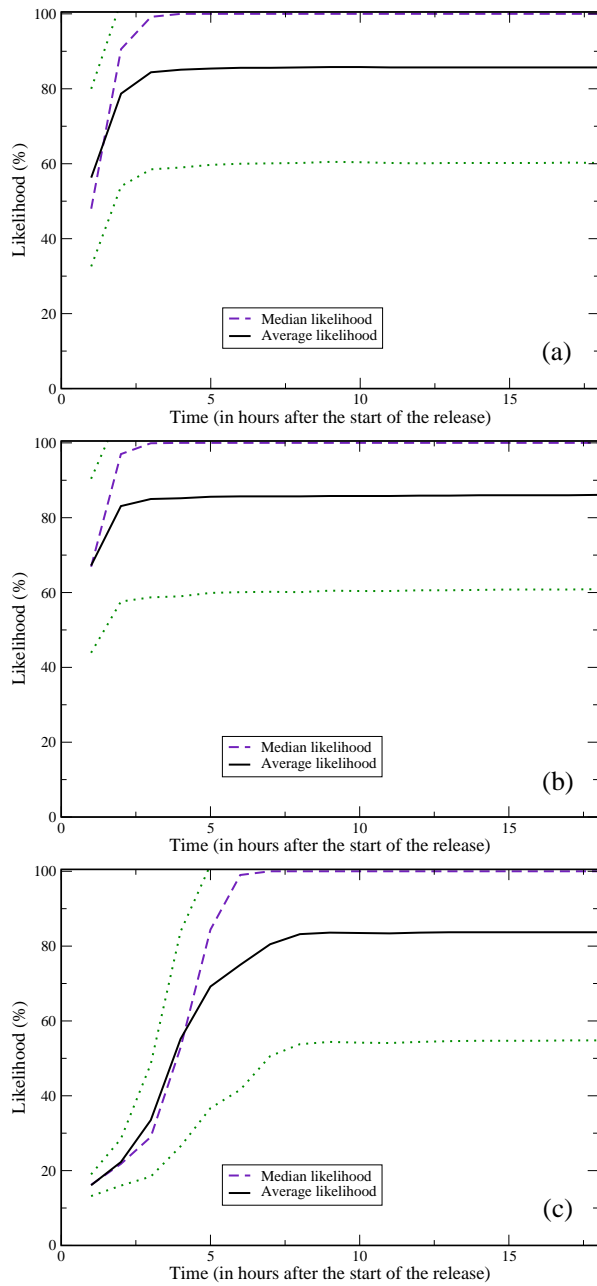 100
80
60
40
20
0
Likelihood (%)
Median likelihood
Average likelihood
(a)
0 5 10 15
Time (in hours after the start of the release)
100
80
60
40
20
0
Likelihood (%)
Median likelihood
Average likelihood
(b)
0 5 10 15
Time (in hours after the start of the release)
100
80
60
40
20
0
Likelihood (%)
Median likelihood
Average likelihood
(c)
0 5 10 15
Time (in hours after the start of the release)